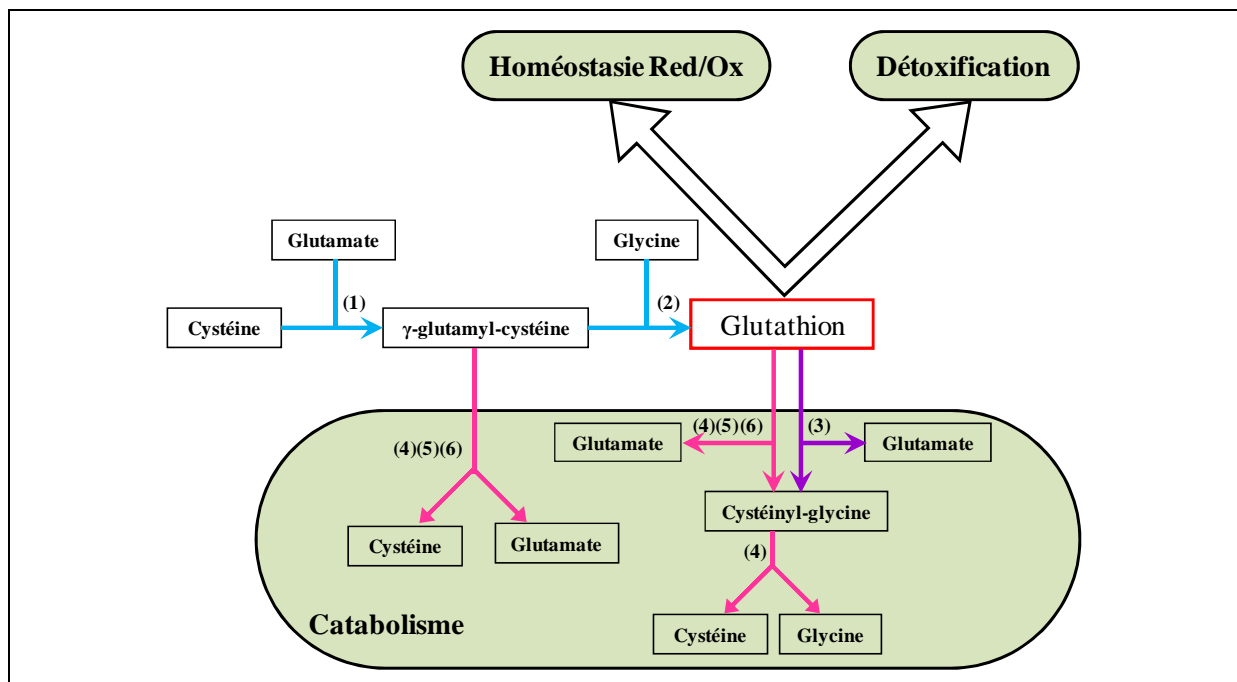 Homéostasie Red/Ox
Détoxification
Glutamate
Glycine
(1)
(2)
Cystéine
γ-glutamyl-cystéine
Glutathion
(4)(5)(6)
(4)(5)(6)
(3)
Glutamate
Glutamate
Cystéinyl-glycine
Cystéine
Glutamate
(4)
Cystéine
Glycine
Catabolisme